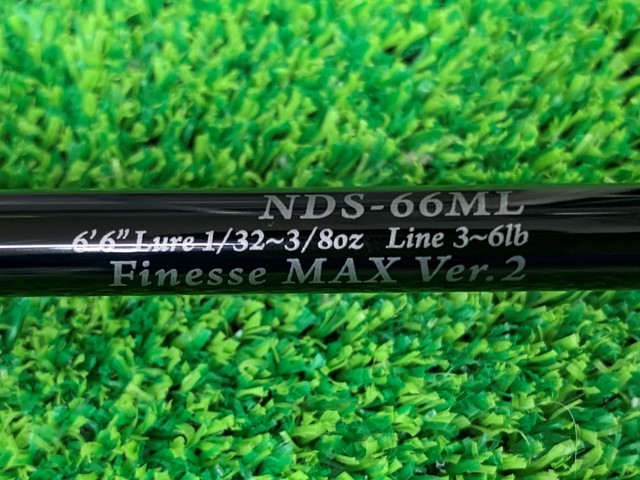 NDS-66ML
6'6" Lure 1/32~3/8oz Line 3~6lb
Finesse MAX Ver.2